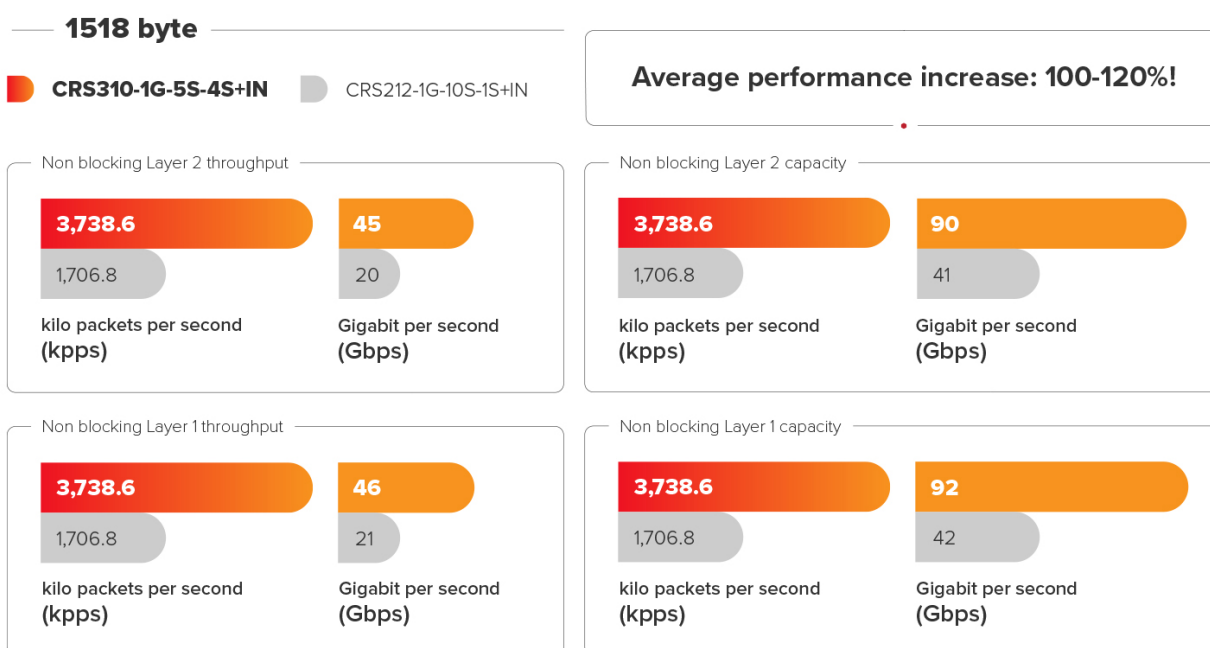 1518 byte
CRS310-1G-5S-4S+IN
CRS212-1G-10S-1S+IN
Average performance increase: 100-120%!
Non blocking Layer 2 throughput
3,738.6
45
1,706.8
20
kilo packets per second
(kpps)
Gigabit per second
(Gbps)
Non blocking Layer 2 capacity
3,738.6
90
1,706.8
41
kilo packets per second
(kpps)
Gigabit per second
(Gbps)
Non blocking Layer 1 throughput
3,738.6
46
1,706.8
21
kilo packets per second
(kpps)
Gigabit per second
(Gbps)
Non blocking Layer 1 capacity
3,738.6
92
1,706.8
42
kilo packets per second
(kpps)
Gigabit per second
(Gbps)